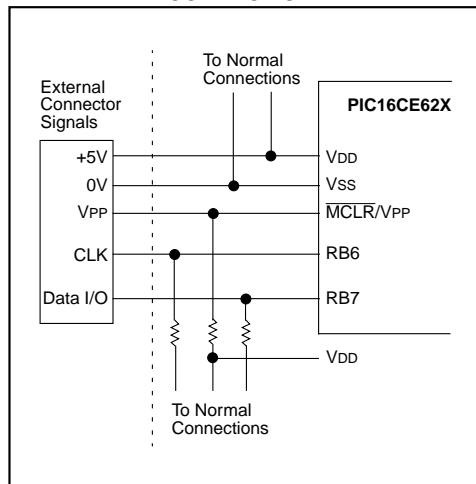 To Normal
Connections
External
Connector
Signals
PIC16CE62X
+5V
VDD
0V
VSS
VPP
MCLR/VPP
CLK
RB6
Data I/O
RB7
VDD
To Normal
Connections